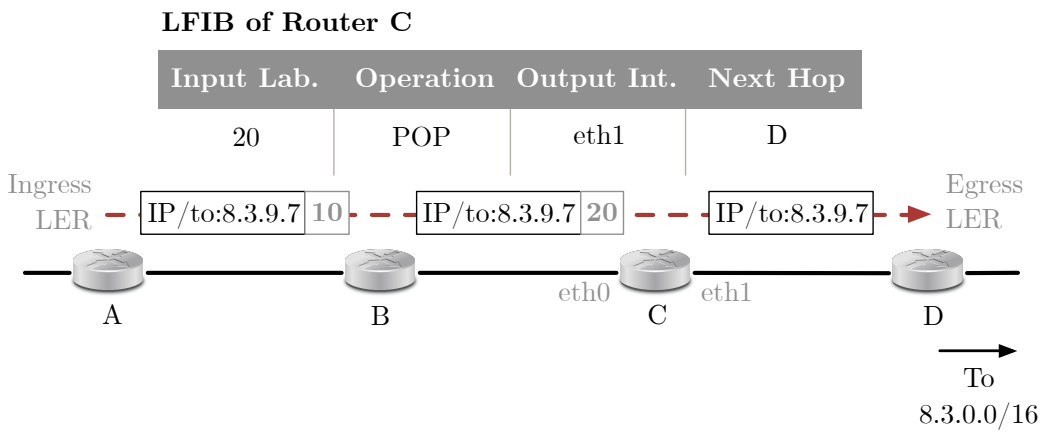 LFIB of Router C
Input Lab. Operation Output Int. Next Hop
20 POP eth1 D
Ingress
LER
IP/to:8.3.9.7 10
IP/to:8.3.9.7 20
IP/to:8.3.9.7
Egress
LER
eth0 eth1
A B C D
To
8.3.0.0/16